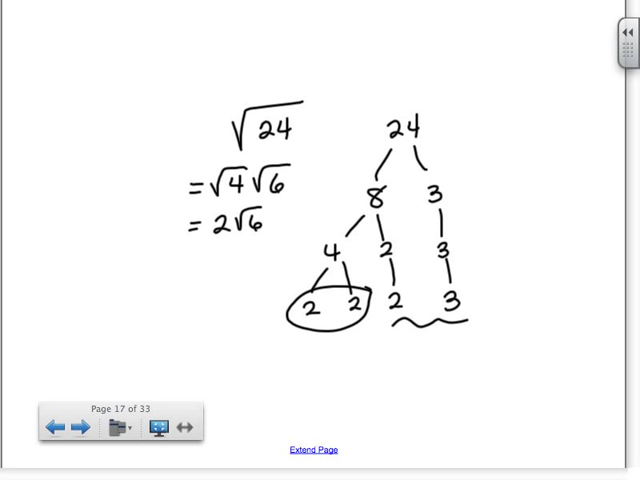 √24
= √4 √6
= 2√6
24
8 3
4 2 3
2 2 2 3
Page 17 of 33
Extend Page